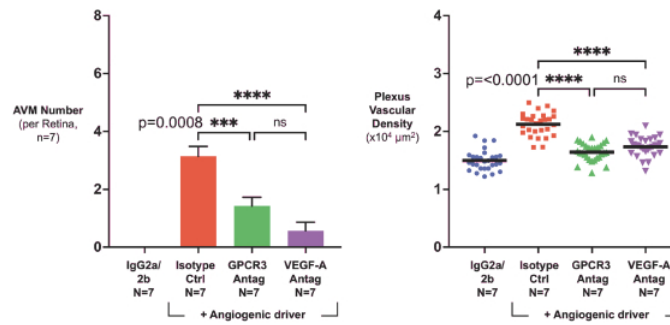 8
6
4
2
0
AVM Number
(per Retina,
n=7)
****
p=0.0008 *** ns
IgG2a/
2b
N=7
Isotype
Ctrl
N=7
GPCR3
Antag
N=7
VEGF-A
Antag
N=7
+ Angiogenic driver
4
3
2
1
0
Plexus
Vascular
Density
(x10⁴ µm²)
****
p=<0.0001 **** ns
IgG2a/
2b
N=7
Isotype
Ctrl
N=7
GPCR3
Antag
N=7
VEGF-A
Antag
N=7
+ Angiogenic driver